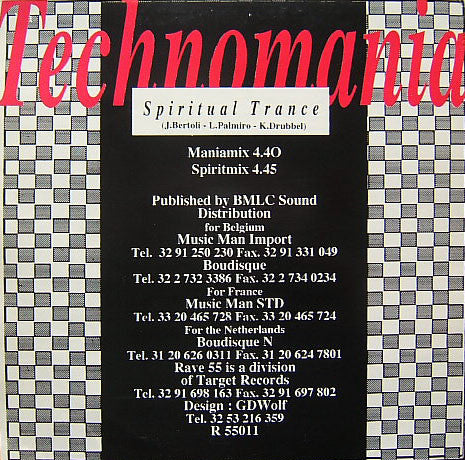 Technomania
Spiritual Trance
(J.Bertoli - L.Palmiro - K.Drubbel)
Maniamix 4.4O
Spiritmix 4.45
Published by BMLC Sound
Distribution
for Belgium
Music Man Import
Tel. 32 91 250 230 Fax. 32 91 331 049
Boudisque
Tel. 32 2 732 3386 Fax. 32 2 734 0234
For France
Music Man STD
Tel. 33 20 465 728 Fax. 33 20 465 724
For the Netherlands
Boudisque N
Tel. 31 20 626 0311 Fax. 31 20 624 7801
Rave 55 is a division
of Target Records
Tel. 32 91 698 163 Fax. 32 91 697 802
Design : GDWolf
Tel. 32 53 216 359
R 55011